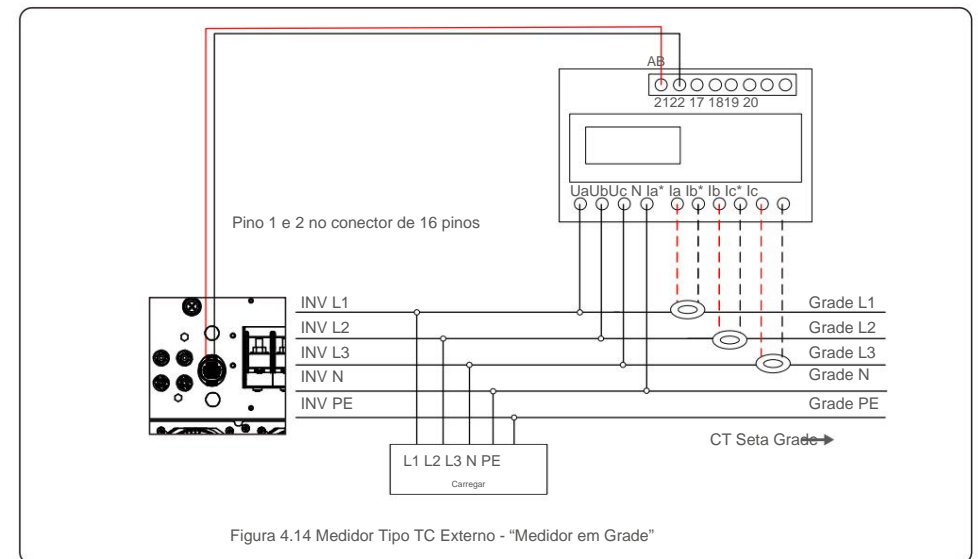 AB
2122 17 1819 20
UaUbUc N Ia* Ia Ib* Ib Ic* Ic
Pino 1 e 2 no conector de 16 pinos
INV L1
Grade L1
INV L2
Grade L2
INV L3
Grade L3
INV N
Grade N
INV PE
Grade PE
CT Seta Grade
L1 L2 L3 N PE
Carregar
Figura 4.14 Medidor Tipo TC Externo - “Medidor em Grade”